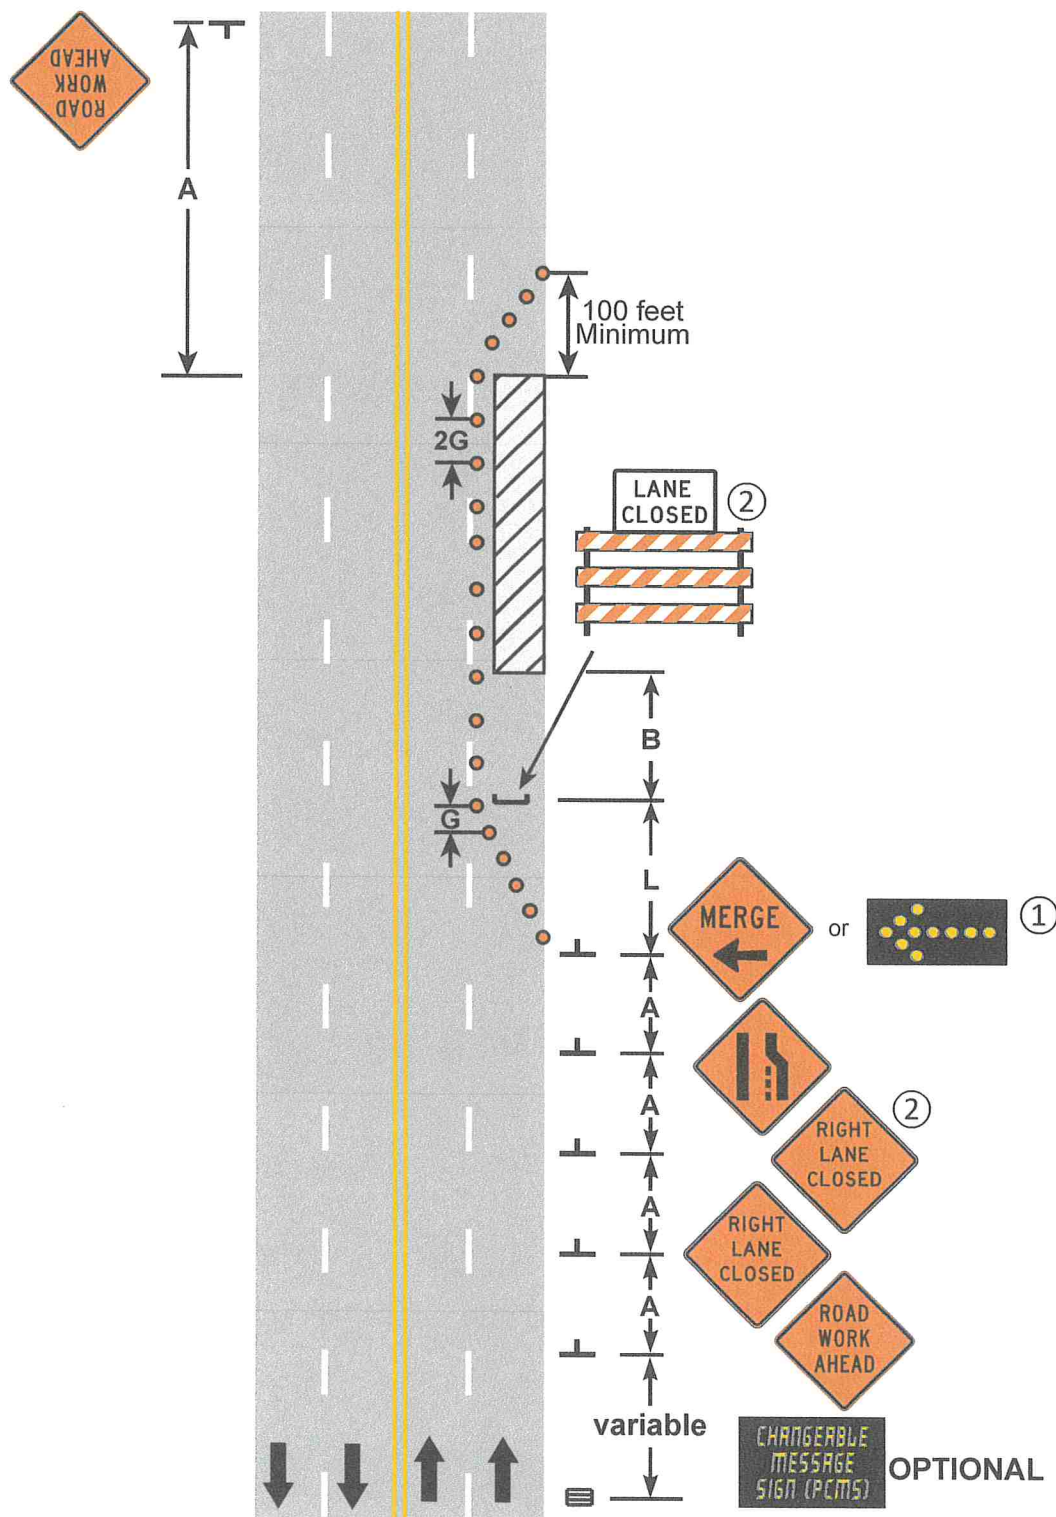 ROAD
WORK
AHEAD
A
100 feet
Minimum
2G
LANE
CLOSED
②
B
G
L
MERGE
or
①
A
A
②
RIGHT
LANE
CLOSED
A
RIGHT
LANE
CLOSED
A
ROAD
WORK
AHEAD
variable
CHANGEABLE
MESSAGE
SIGN (PCMS)
OPTIONAL